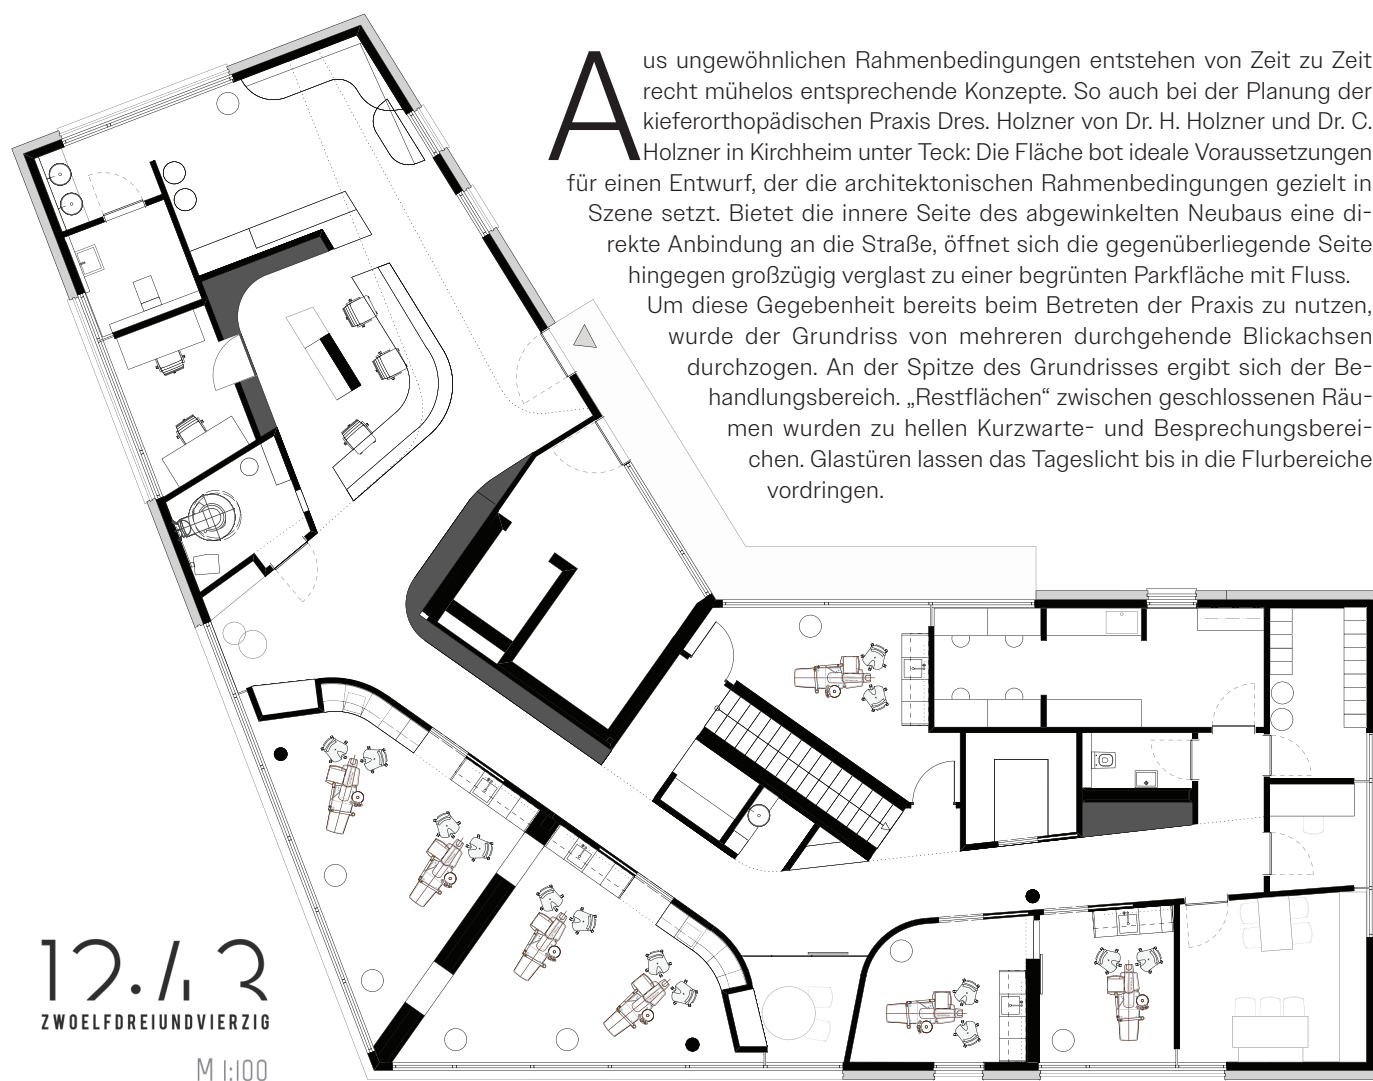 Aus ungewöhnlichen Rahmenbedingungen entstehen von Zeit zu Zeit
recht mühelos entsprechende Konzepte. So auch bei der Planung der
kieferorthopädischen Praxis Dres. Holzner von Dr. H. Holzner und Dr. C.
Holzner in Kirchheim unter Teck: Die Fläche bot ideale Voraussetzungen
für einen Entwurf, der die architektonischen Rahmenbedingungen gezielt in
Szene setzt. Bietet die innere Seite des abgewinkelten Neubaus eine di-
rekte Anbindung an die Straße, öffnet sich die gegenüberliegende Seite
hingegen großzügig verglast zu einer begrünten Parkfläche mit Fluss.
Um diese Gegebenheit bereits beim Betreten der Praxis zu nutzen,
wurde der Grundriss von mehreren durchgehende Blickachsen
durchzogen. An der Spitze des Grundrisses ergibt sich der Be-
handlungsbereich. „Restflächen“ zwischen geschlossenen Räu-
men wurden zu hellen Kurzwarte- und Besprechungsberei-
chen. Glastüren lassen das Tageslicht bis in die Flurbereiche
vordringen.
12.43
ZWOELFDREIUNDVIERZIG
M 1:100